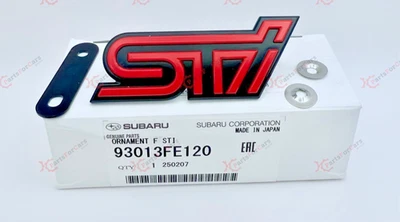 STi
SUBARU
SUBARU CORPORATION
MADE IN JAPAN
GENUINE PARTS
ORNAMENT F STI
93013FE120
EAC
QTY. 1 250207